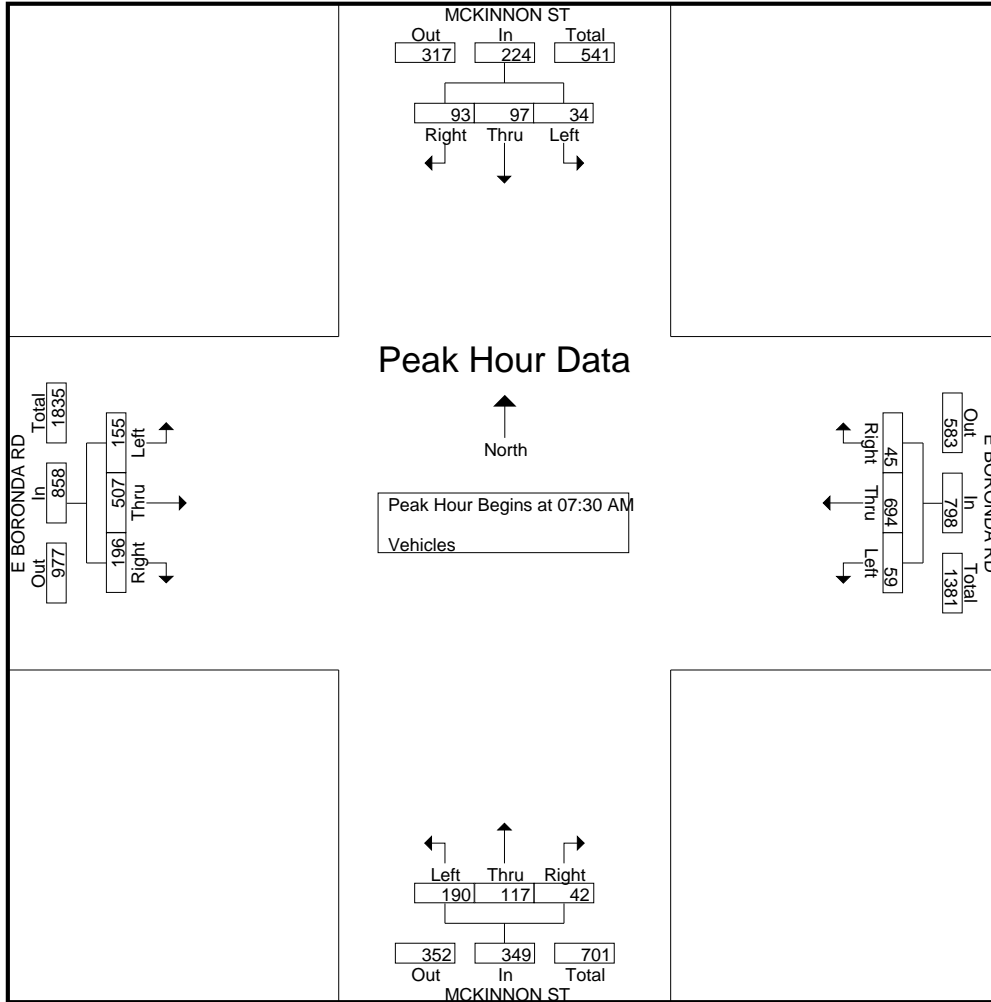 MCKINNON ST
Out In Total
317 224 541
93 97 34
Right Thru Left
Peak Hour Data
North
Peak Hour Begins at 07:30 AM
Vehicles
E BORONDA RD
Total In Out
1835 858 977
155 507 196
Left Thru Right
Right Thru Left
45 694 59
Out In Total
583 798 1381
E BORONDA RD
Left Thru Right
190 117 42
352 349 701
Out In Total
MCKINNON ST